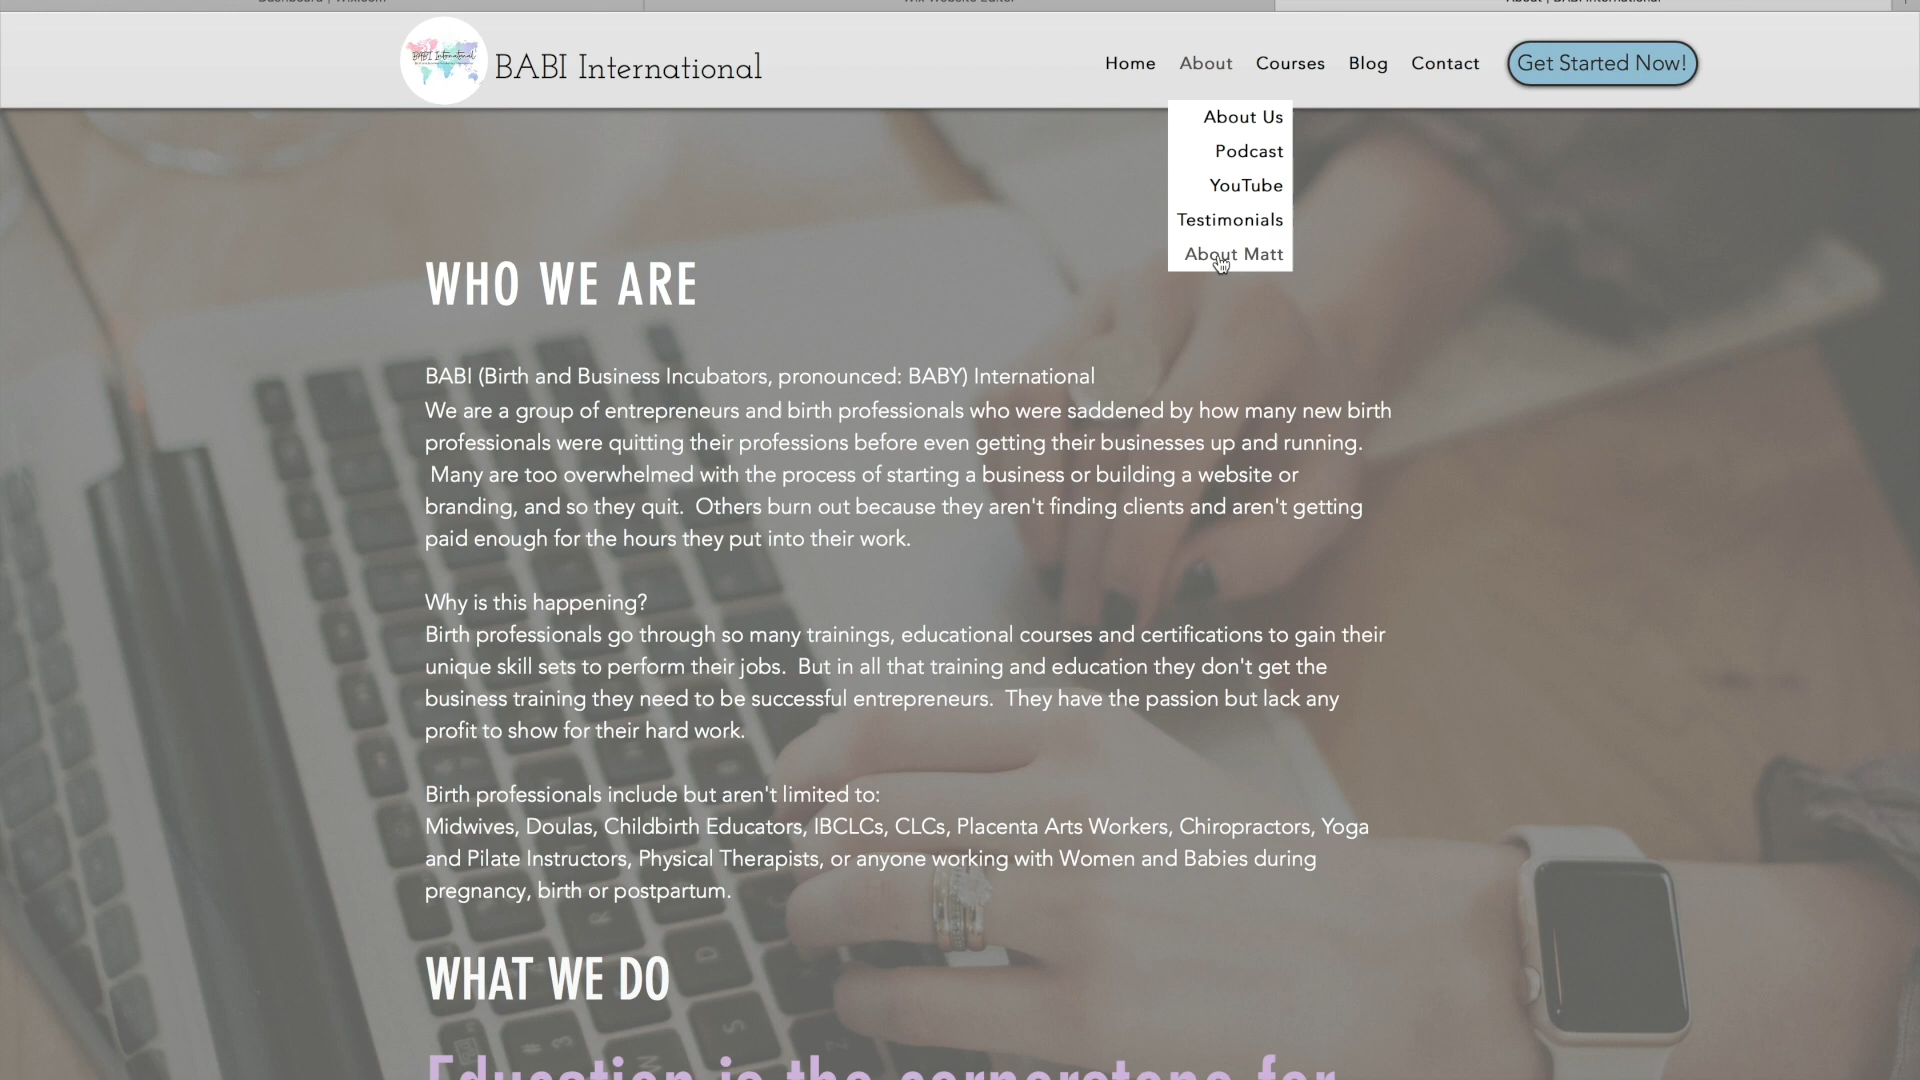 BABI International
BABI International
Home
About
Courses
Blog
Contact
Get Started Now!
About Us
Podcast
YouTube
Testimonials
About Matt
WHO WE ARE
BABI (Birth and Business Incubators, pronounced: BABY) International
We are a group of entrepreneurs and birth professionals who were saddened by how many new birth
professionals were quitting their professions before even getting their businesses up and running.
Many are too overwhelmed with the process of starting a business or building a website or
branding, and so they quit.  Others burn out because they aren't finding clients and aren't getting
paid enough for the hours they put into their work.
Why is this happening?
Birth professionals go through so many trainings, educational courses and certifications to gain their
unique skill sets to perform their jobs.  But in all that training and education they don't get the
business training they need to be successful entrepreneurs.  They have the passion but lack any
profit to show for their hard work.
Birth professionals include but aren't limited to:
Midwives, Doulas, Childbirth Educators, IBCLCs, CLCs, Placenta Arts Workers, Chiropractors, Yoga
and Pilate Instructors, Physical Therapists, or anyone working with Women and Babies during
pregnancy, birth or postpartum.
WHAT WE DO
Education is the cornerstone for